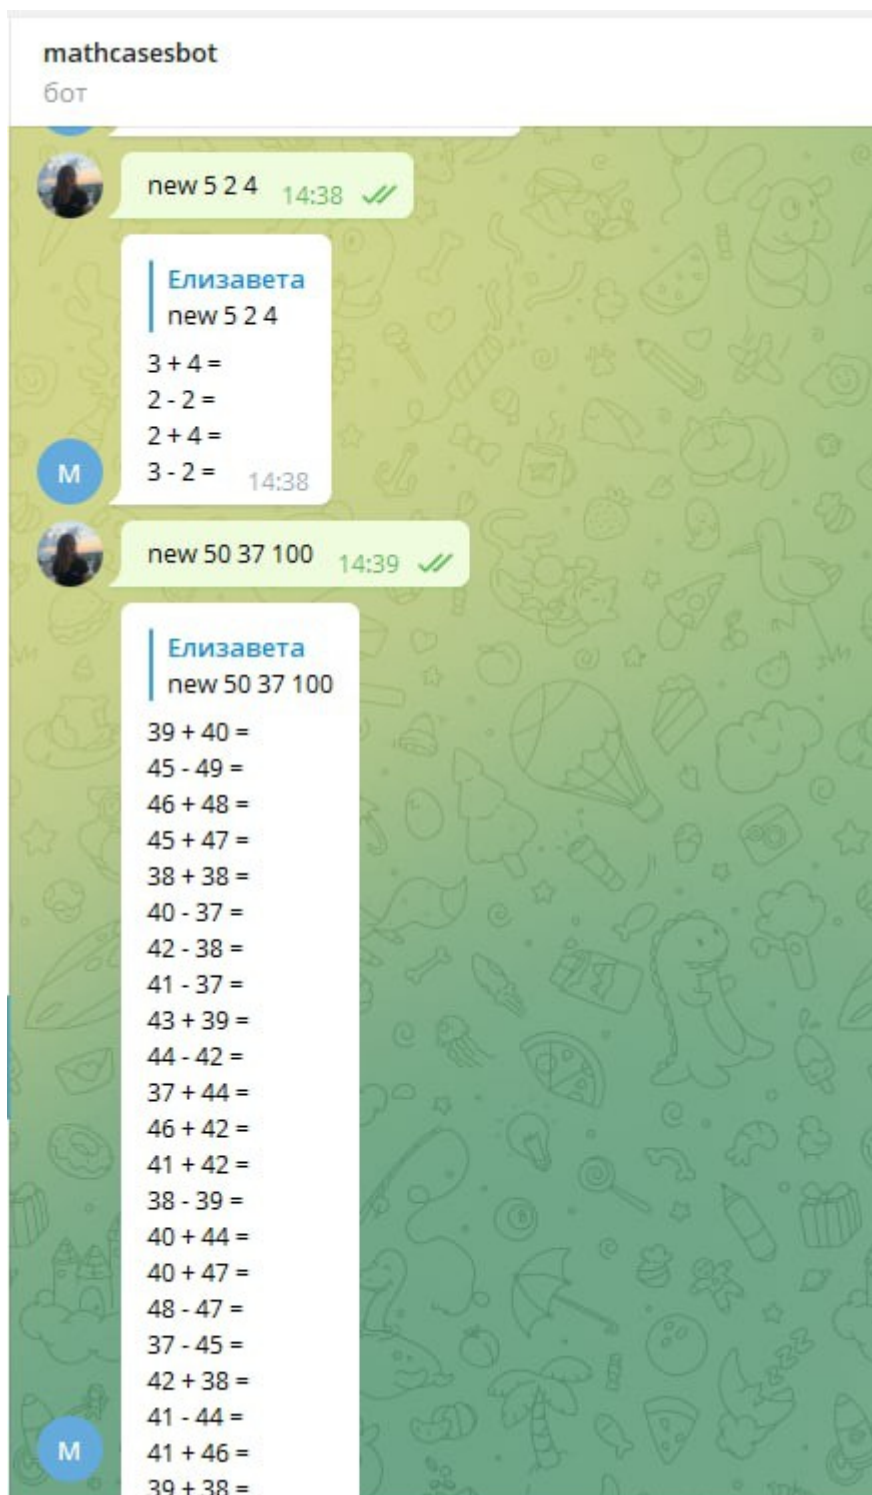 mathcasesbot
бот
new 5 2 4 14:38
Елизавета
new 5 2 4
3 + 4 =
2 - 2 =
2 + 4 =
3 - 2 = 14:38
М
new 50 37 100 14:39
Елизавета
new 50 37 100
39 + 40 =
45 - 49 =
46 + 48 =
45 + 47 =
38 + 38 =
40 - 37 =
42 - 38 =
41 - 37 =
43 + 39 =
44 - 42 =
37 + 44 =
46 + 42 =
41 + 42 =
38 - 39 =
40 + 44 =
40 + 47 =
48 - 47 =
37 - 45 =
42 + 38 =
41 - 44 =
41 + 46 =
М
39 + 38 =